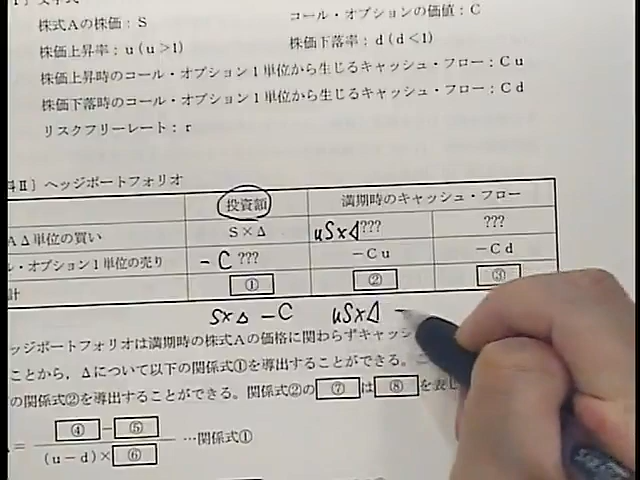 株式Aの株価:S
コール・オプションの価値:C
株価上昇率:u(u>1)
株価下落率:d(d<1)
株価上昇時のコール・オプション1単位から生じるキャッシュ・フロー:Cu
株価下落時のコール・オプション1単位から生じるキャッシュ・フロー:Cd
リスクフリーレート:r
Ⅱ〕ヘッジポートフォリオ
投資額 満期時のキャッシュ・フロー
AΔ単位の買い S×Δ uS×Δ ??? ???
ル・オプション1単位の売り -C ??? -Cu -Cd
計 ① ② ③
S×Δ-C uS×Δ -
ッジポートフォリオは満期時の株式Aの価格に関わらずキャッシ
ことから,Δについて以下の関係式①を導出することができる。
の関係式②を導出することができる。関係式②の⑦は⑧を表し
= ④-⑤
(u-d)×⑥ …関係式①